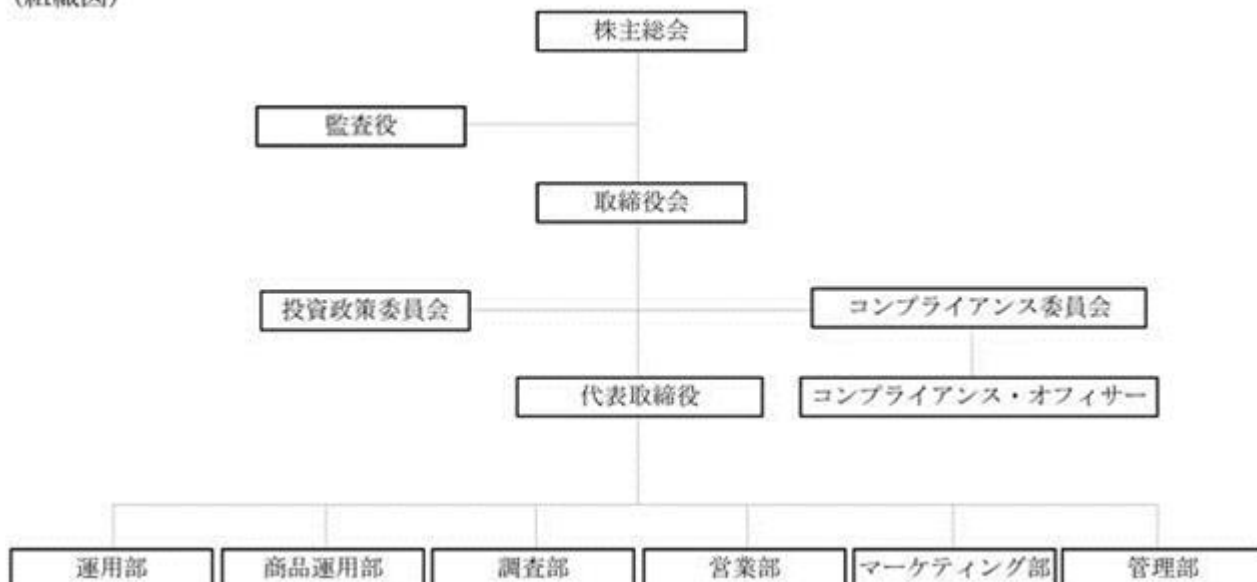 (組織図)
株主総会
監査役
取締役会
投資政策委員会
コンプライアンス委員会
代表取締役
コンプライアンス・オフィサー
運用部
商品運用部
調査部
営業部
マーケティング部
管理部